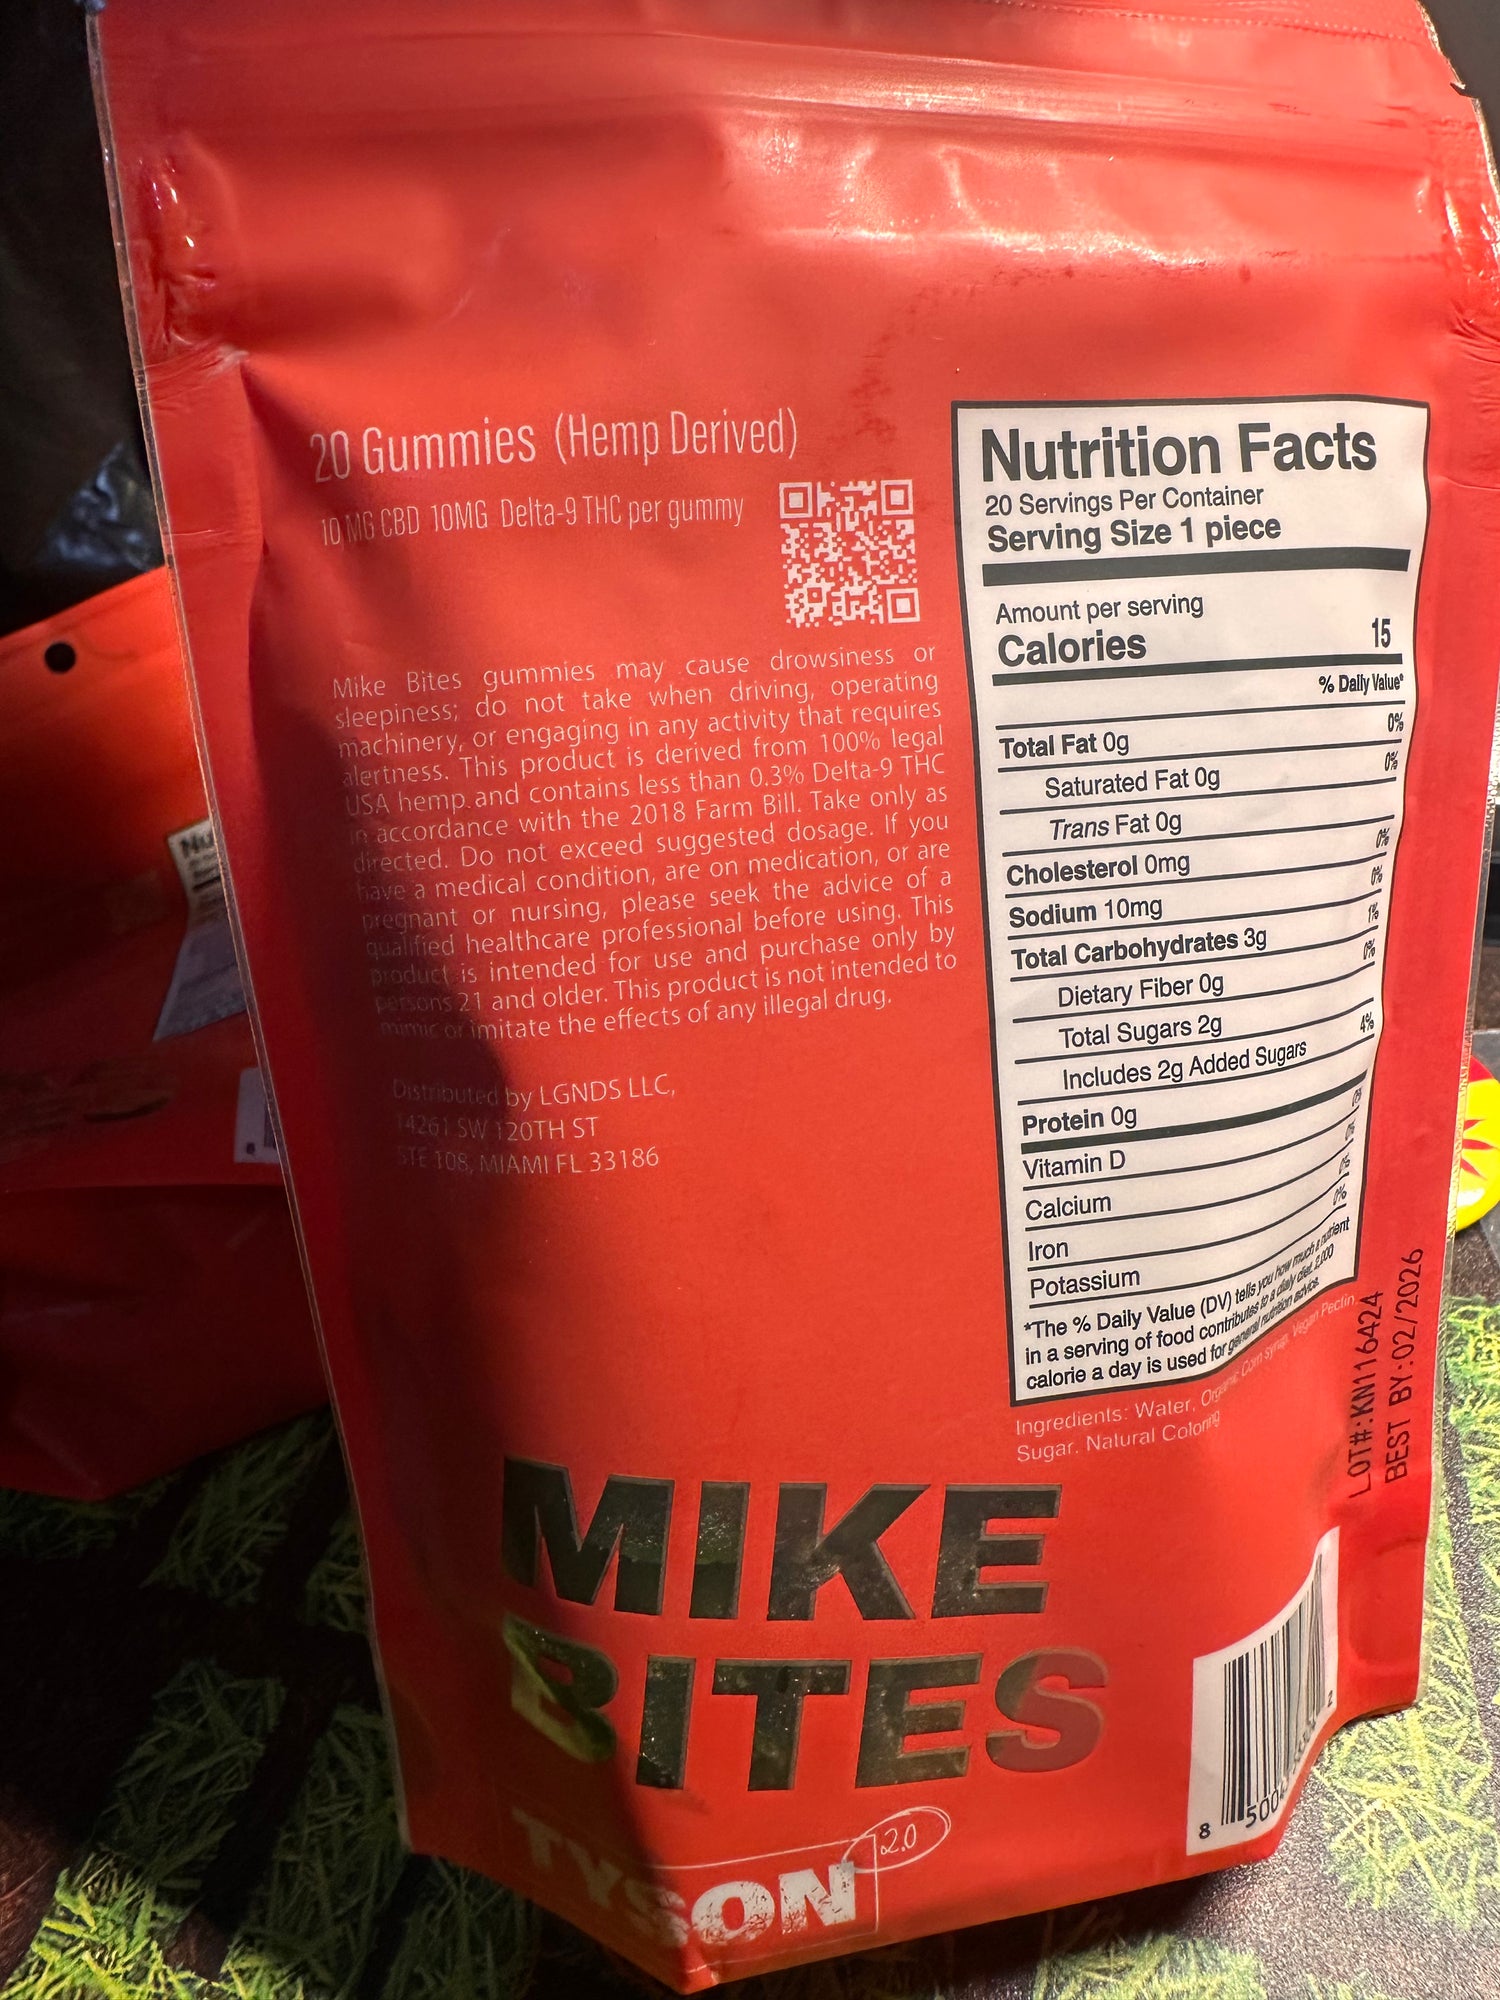 20 Gummies (Hemp Derived)
10 MG CBD 10MG Delta-9 THC per gummy
Mike Bites gummies may cause drowsiness or
sleepiness; do not take when driving, operating
machinery, or engaging in any activity that requires
alertness. This product is derived from 100% legal
USA hemp and contains less than 0.3% Delta-9 THC
in accordance with the 2018 Farm Bill. Take only as
directed. Do not exceed suggested dosage. If you
have a medical condition, are on medication, or are
pregnant or nursing, please seek the advice of a
qualified healthcare professional before using. This
product is intended for use and purchase only by
persons 21 and older. This product is not intended to
mimic or imitate the effects of any illegal drug.
Distributed by LGNDS LLC,
14261 SW 120TH ST
STE 108, MIAMI FL 33186
Nutrition Facts
20 Servings Per Container
Serving Size 1 piece
Amount per serving
Calories 15
% Daily Value*
Total Fat 0g 0%
Saturated Fat 0g 0%
Trans Fat 0g
Cholesterol 0mg 0%
Sodium 10mg 0%
Total Carbohydrates 3g 1%
Dietary Fiber 0g 0%
Total Sugars 2g
Includes 2g Added Sugars 4%
Protein 0g
Vitamin D 0%
Calcium 0%
Iron 0%
Potassium 0%
*The % Daily Value (DV) tells you how much a nutrient
in a serving of food contributes to a daily diet. 2,000
calorie a day is used for general nutrition advice.
Ingredients: Water, Organic Corn syrup, Vegan Pectin,
Sugar, Natural Coloring
LOT#:KN116424
BEST BY:02/2026
MIKE
BITES
TYSON 2.0
8 500 2
Nu